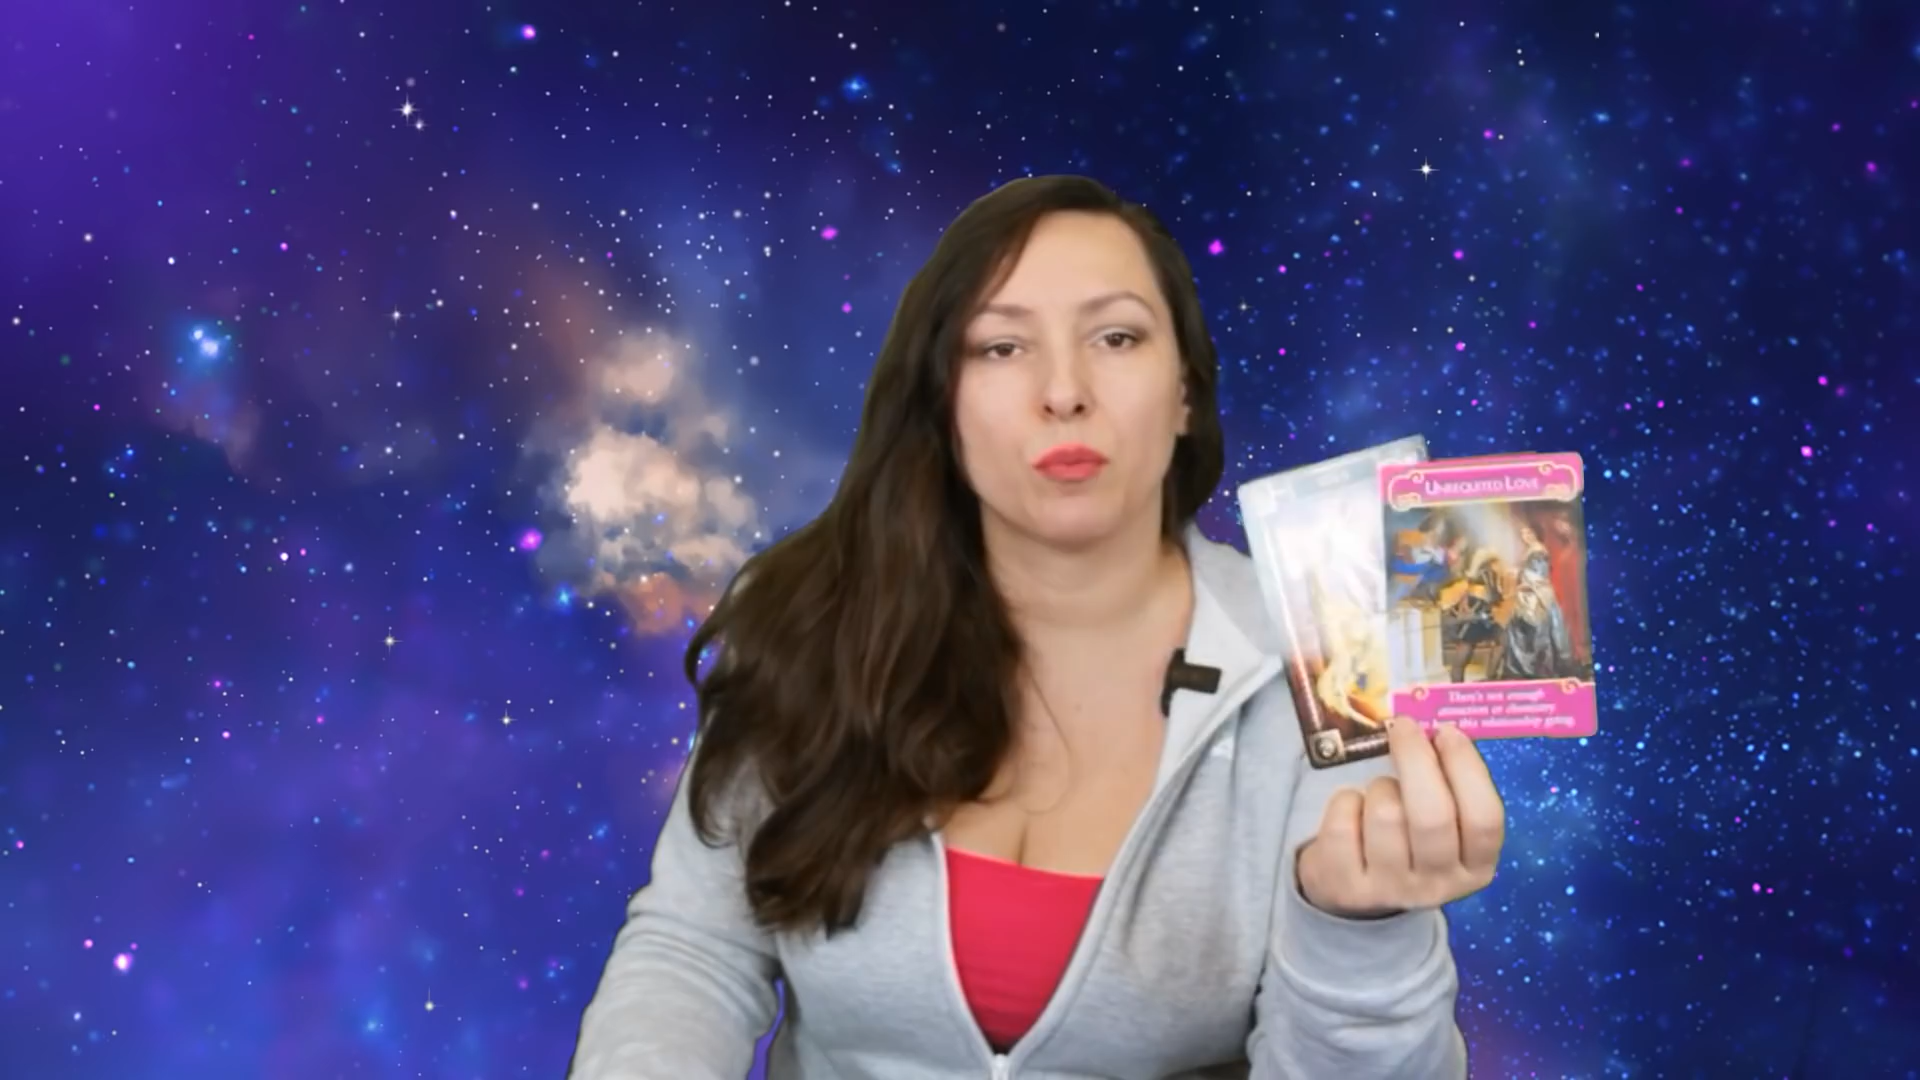 UNREQUITED LOVE
There's not enough
attraction or chemistry
to keep this relationship going.